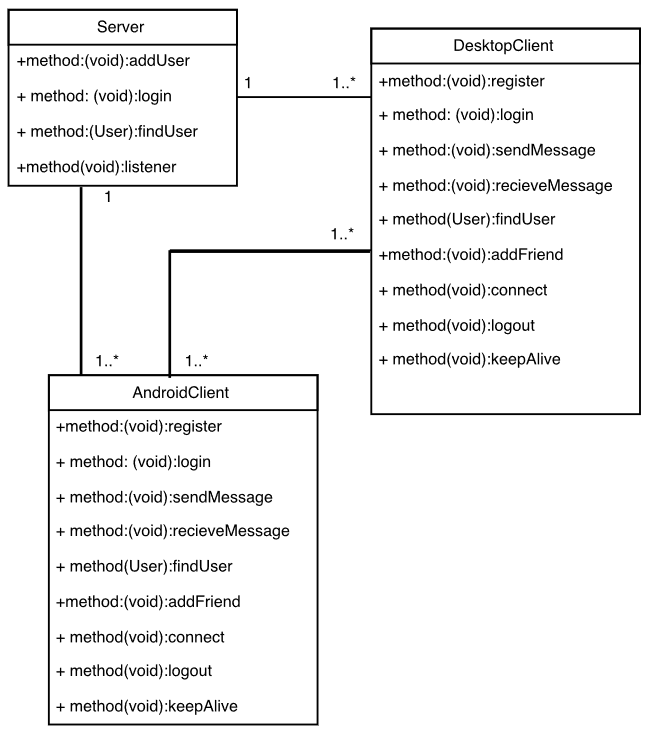 Server
+method:(void):addUser
+ method: (void):login
+ method:(User):findUser
+method(void):listener
1
1..*
DesktopClient
+method:(void):register
+ method: (void):login
+ method:(void):sendMessage
+ method:(void):recieveMessage
+ method(User):findUser
+method:(void):addFriend
+ method(void):connect
+ method(void):logout
+ method(void):keepAlive
1
1..*
1..*
1..*
AndroidClient
+method:(void):register
+ method: (void):login
+ method:(void):sendMessage
+ method:(void):recieveMessage
+ method(User):findUser
+method:(void):addFriend
+ method(void):connect
+ method(void):logout
+ method(void):keepAlive